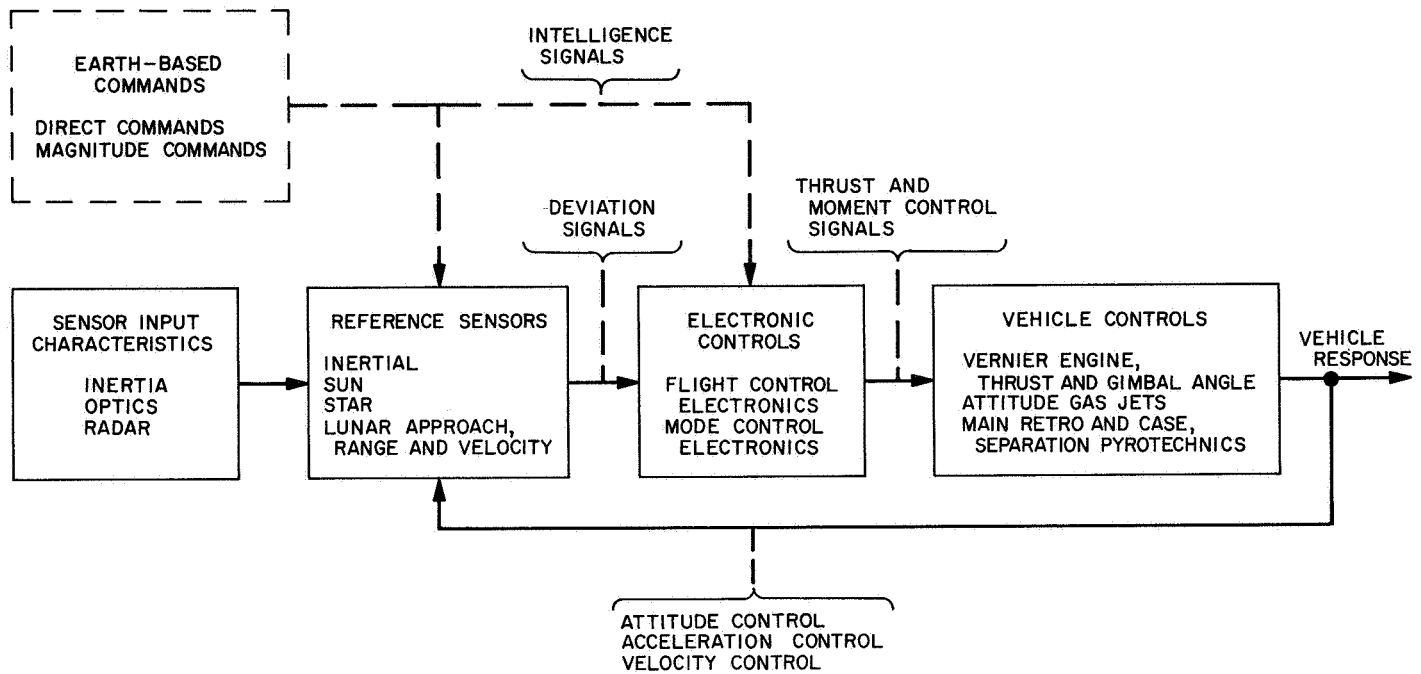 EARTH-BASED
COMMANDS
DIRECT COMMANDS
MAGNITUDE COMMANDS
INTELLIGENCE
SIGNALS
DEVIATION
SIGNALS
THRUST AND
MOMENT CONTROL
SIGNALS
SENSOR INPUT
CHARACTERISTICS
INERTIA
OPTICS
RADAR
REFERENCE SENSORS
INERTIAL
SUN
STAR
LUNAR APPROACH,
RANGE AND VELOCITY
ELECTRONIC
CONTROLS
FLIGHT CONTROL
ELECTRONICS
MODE CONTROL
ELECTRONICS
VEHICLE CONTROLS
VERNIER ENGINE,
THRUST AND GIMBAL ANGLE
ATTITUDE GAS JETS
MAIN RETRO AND CASE,
SEPARATION PYROTECHNICS
VEHICLE
RESPONSE
ATTITUDE CONTROL
ACCELERATION CONTROL
VELOCITY CONTROL